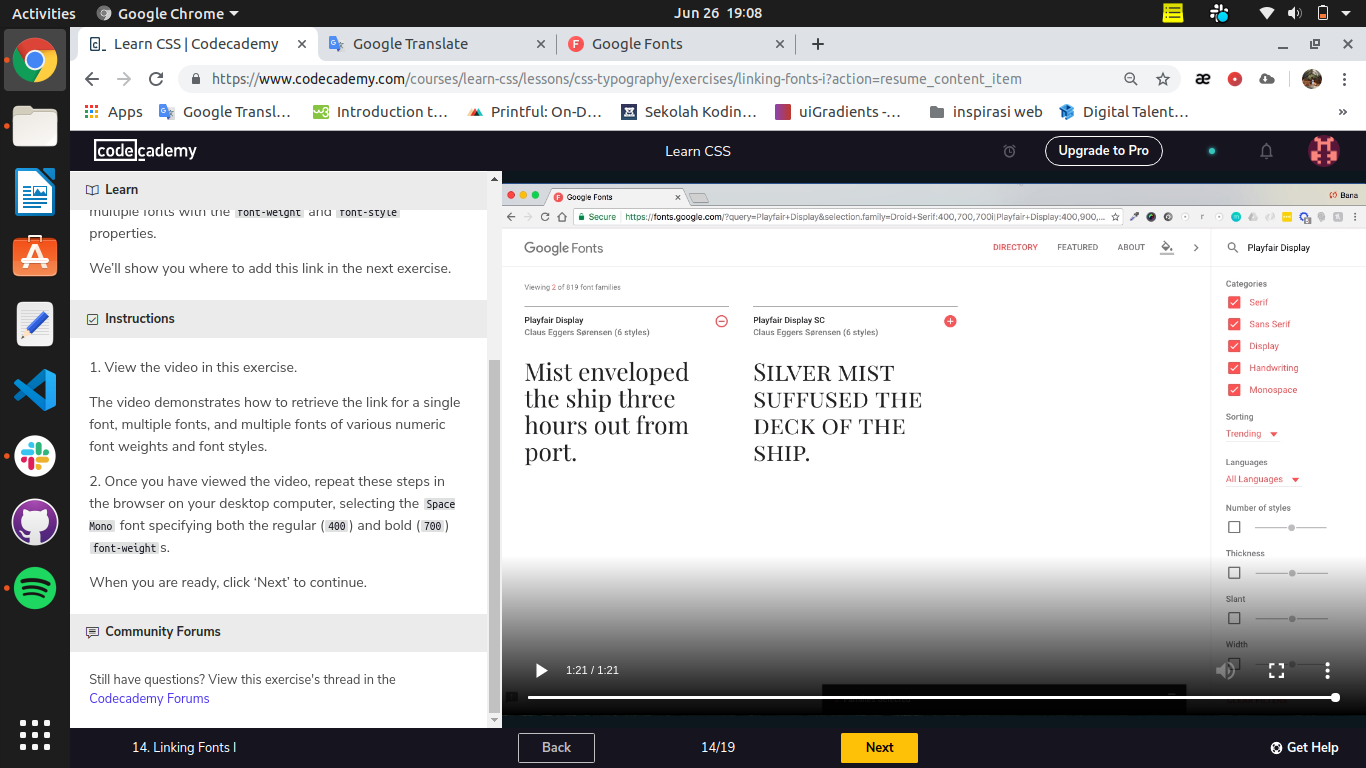 Activities
Google Chrome
Jun 26 19:08
Learn CSS | Codecademy
Google Translate
Google Fonts
https://www.codecademy.com/courses/learn-css/lessons/css-typography/exercises/linking-fonts-i?action=resume_content_item
Apps
Google Transl...
Introduction t...
Printful: On-D...
Sekolah Kodin...
uiGradients -...
inspirasi web
Digital Talent...
»
codecademy
Learn CSS
Upgrade to Pro
Learn
multiple fonts with the font-weight and font-style
properties.
We'll show you where to add this link in the next exercise.
Instructions
1. View the video in this exercise.
The video demonstrates how to retrieve the link for a single
font, multiple fonts, and multiple fonts of various numeric
font weights and font styles.
2. Once you have viewed the video, repeat these steps in
the browser on your desktop computer, selecting the Space
Mono font specifying both the regular (400) and bold (700)
font-weights.
When you are ready, click ‘Next’ to continue.
Community Forums
Still have questions? View this exercise's thread in the
Codecademy Forums
Google Fonts
Bana
Secure
https://fonts.google.com/?query=Playfair+Display&selection.family=Droid+Serif:400,700,700i|Playfair+Display:400,900,...
Google Fonts
DIRECTORY
FEATURED
ABOUT
Playfair Display
Viewing 2 of 819 font families
Playfair Display
Claus Eggers Sørensen (6 styles)
Mist enveloped
the ship three
hours out from
port.
Playfair Display SC
Claus Eggers Sørensen (6 styles)
SILVER MIST
SUFFUSED THE
DECK OF THE
SHIP.
Categories
Serif
Sans Serif
Display
Handwriting
Monospace
Sorting
Trending
Languages
All Languages
Number of styles
Thickness
Slant
Width
1:21 / 1:21
14. Linking Fonts I
Back
14/19
Next
Get Help